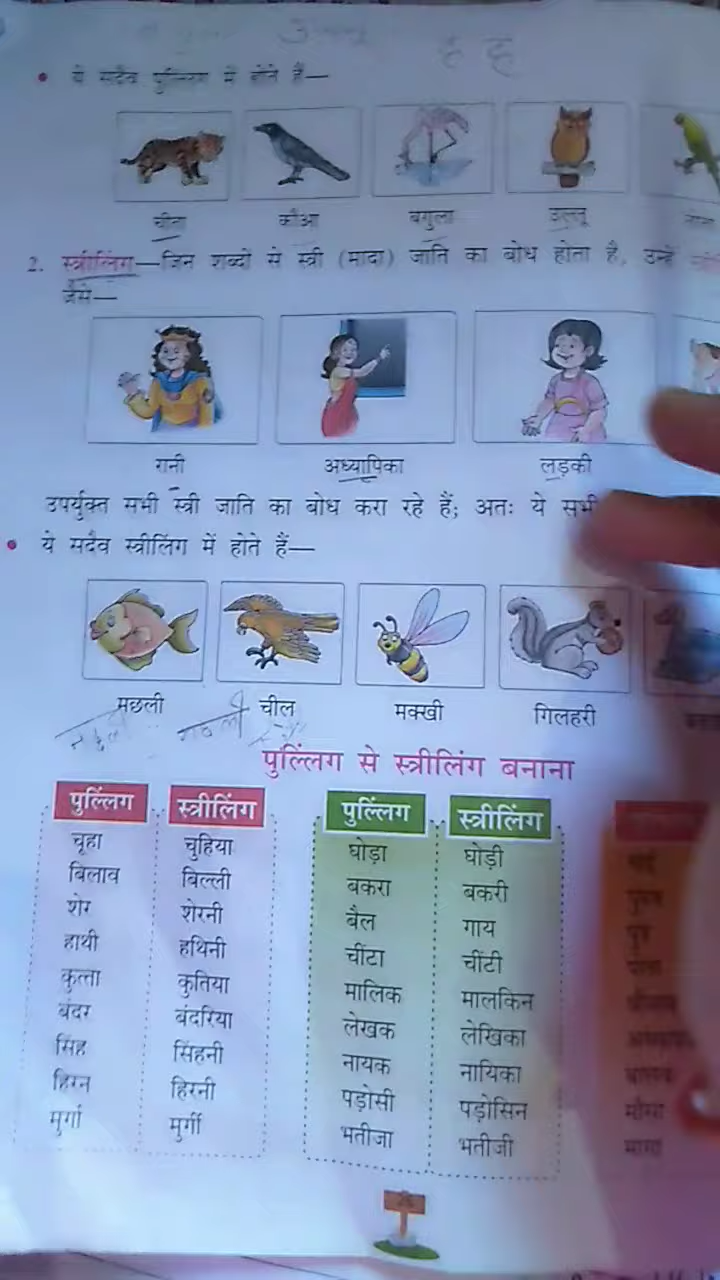 ये सदैव पुल्लिंग में होते हैं—
चीता कौआ बगुला उल्लू
2. स्त्रीलिंग—जिन शब्दों से स्त्री (मादा) जाति का बोध होता है, उन्हें
जैसे—
रानी अध्यापिका लड़की
उपर्युक्त सभी स्त्री जाति का बोध करा रहे हैं; अतः ये सभी
ये सदैव स्त्रीलिंग में होते हैं—
मछली चील मक्खी गिलहरी
पुल्लिंग से स्त्रीलिंग बनाना
पुल्लिंग स्त्रीलिंग पुल्लिंग स्त्रीलिंग
चूहा चुहिया घोड़ा घोड़ी
बिलाव बिल्ली बकरा बकरी
शेर शेरनी बैल गाय
हाथी हथिनी चींटा चींटी
कुत्ता कुतिया मालिक मालकिन
बंदर बंदरिया लेखक लेखिका
सिंह सिंहनी नायक नायिका
हिरन हिरनी पड़ोसी पड़ोसिन
मुर्गा मुर्गी भतीजा भतीजी